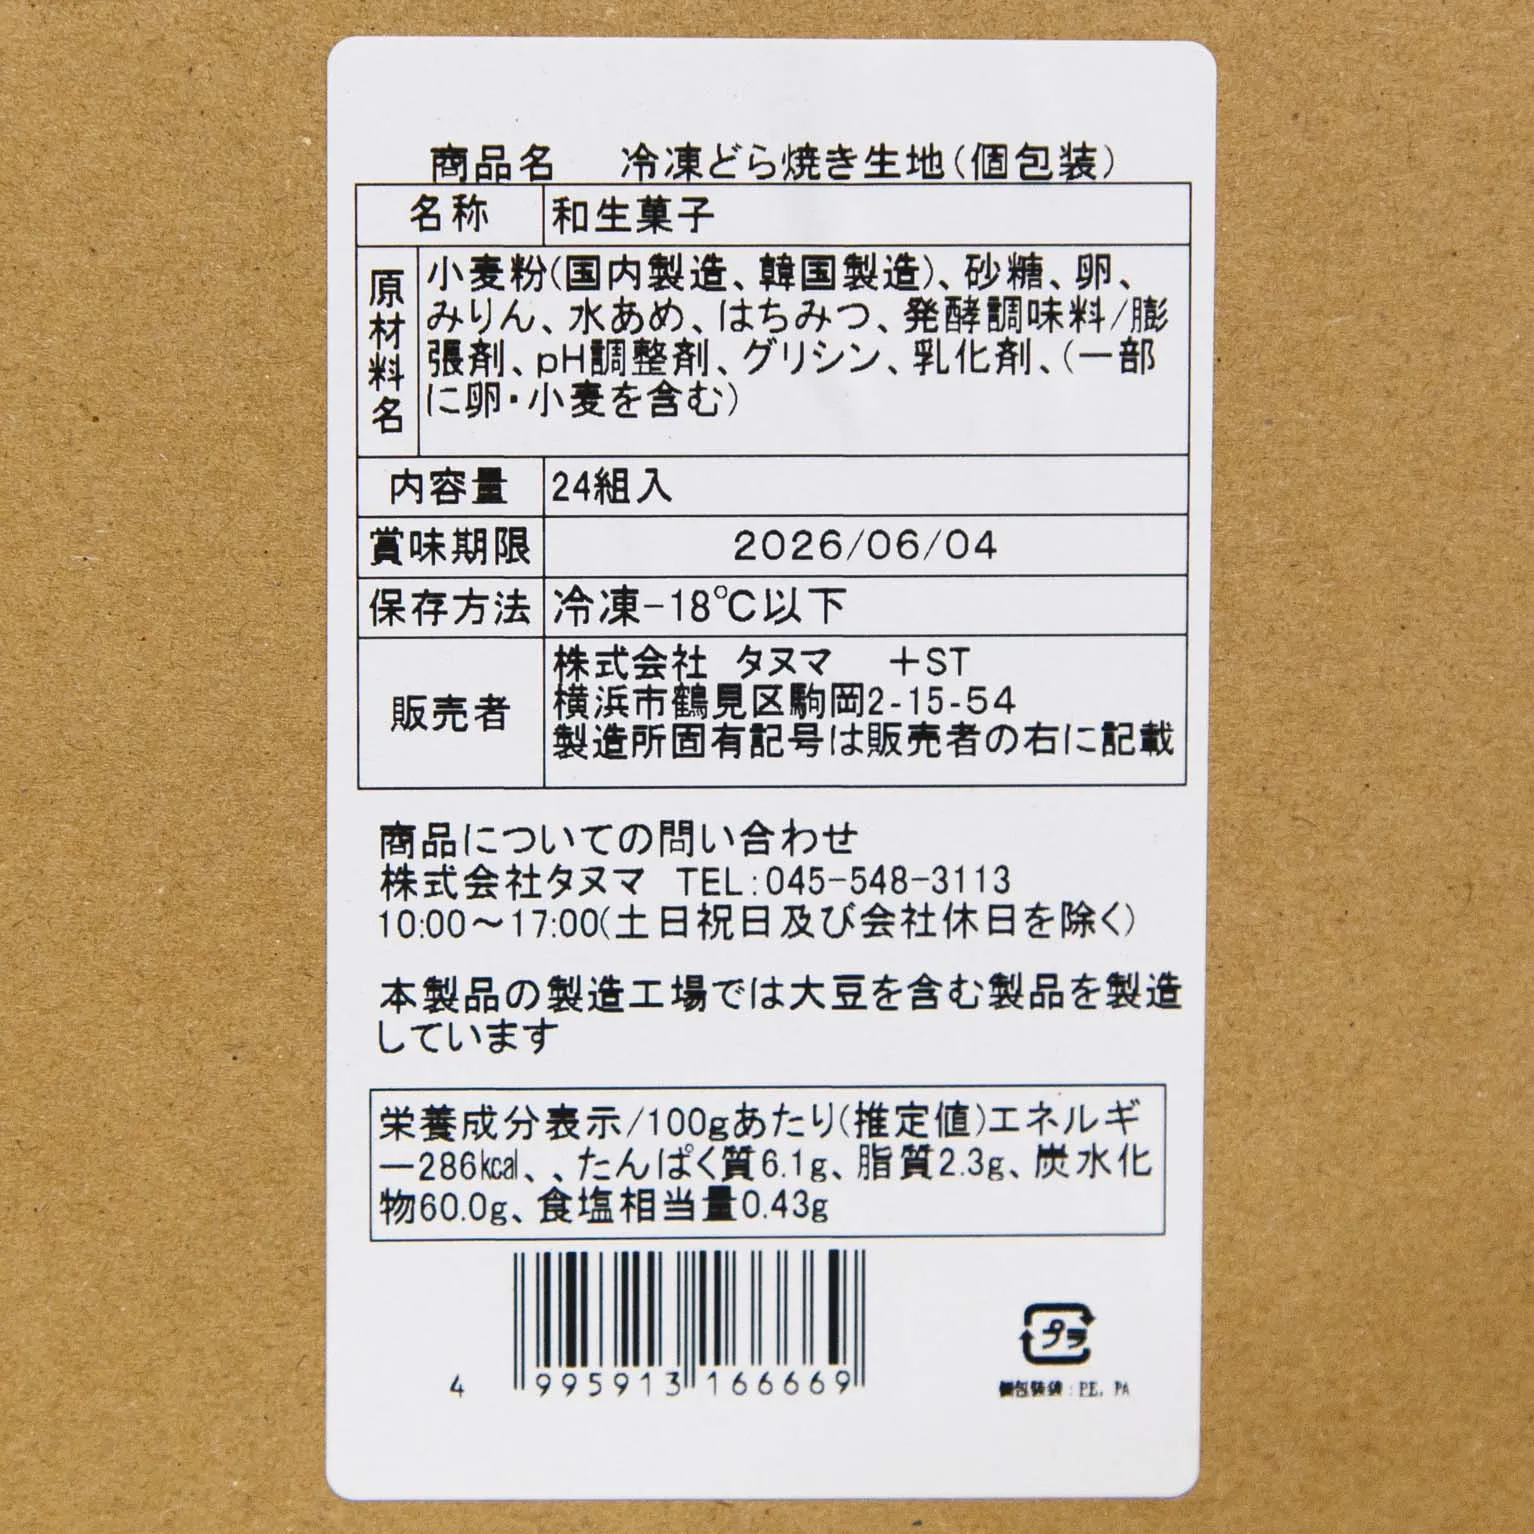 商品名 冷凍どら焼き生地(個包装)
名称 和生菓子
原材料名
小麦粉(国内製造、韓国製造)、砂糖、卵、
みりん、水あめ、はちみつ、発酵調味料/膨
張剤、pH調整剤、グリシン、乳化剤、(一部
に卵・小麦を含む)
内容量 24組入
賞味期限 2026/06/04
保存方法 冷凍-18℃以下
販売者
株式会社 タヌマ +ST
横浜市鶴見区駒岡2-15-54
製造所固有記号は販売者の右に記載
商品についての問い合わせ
株式会社タヌマ TEL:045-548-3113
10:00～17:00(土日祝日及び会社休日を除く)
本製品の製造工場では大豆を含む製品を製造
しています
栄養成分表示/100gあたり(推定値)エネルギ
ー286kcal、、たんぱく質6.1g、脂質2.3g、炭水化
物60.0g、食塩相当量0.43g
4 995913 166669
プラ
個包装袋:PE, PA